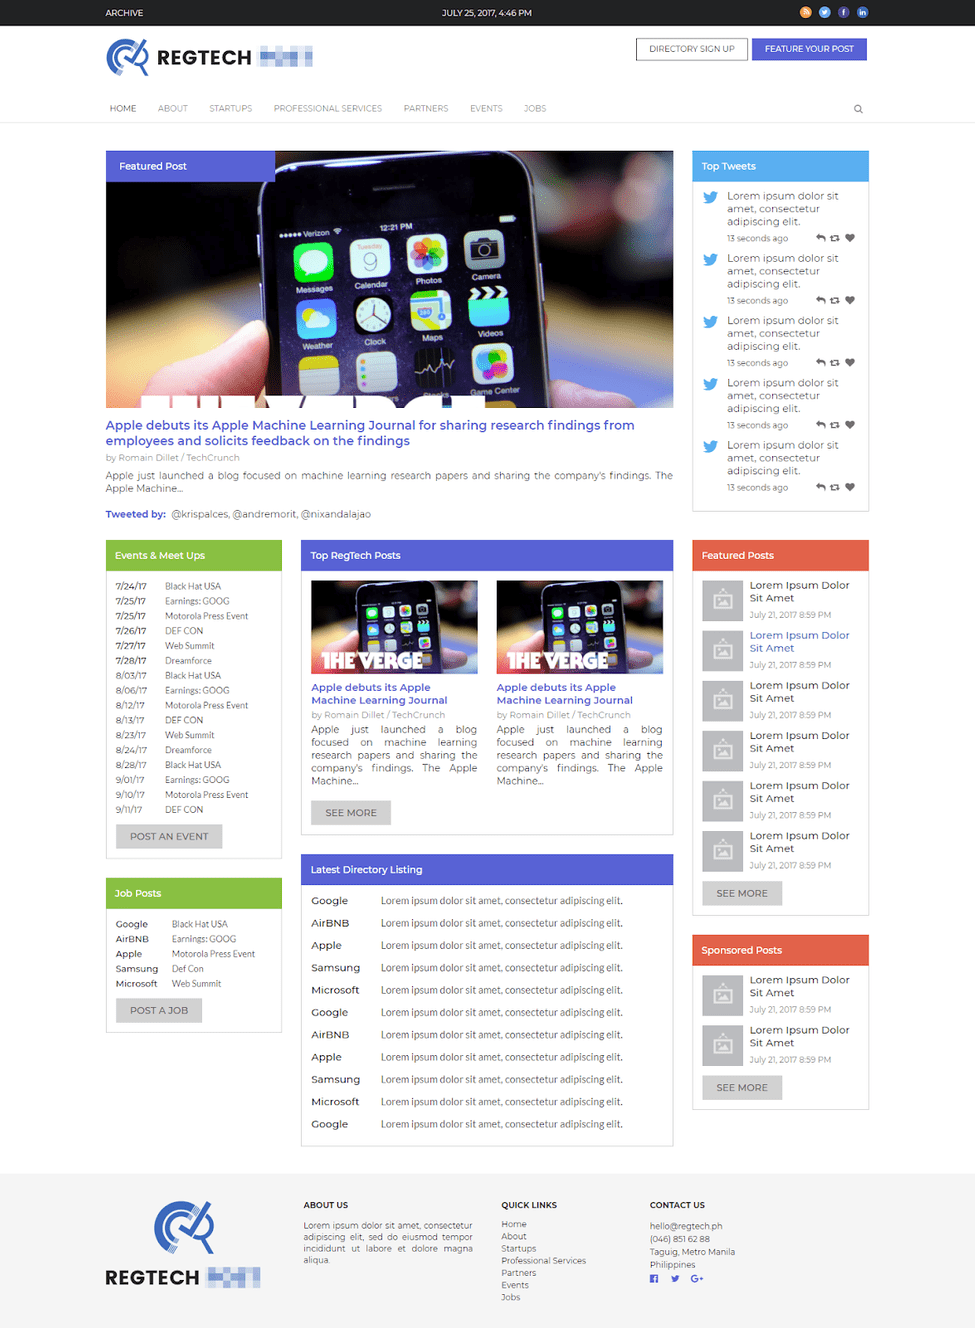 ARCHIVE
JULY 25, 2017, 4:46 PM
REGTECH
DIRECTORY SIGN UP
FEATURE YOUR POST
HOME ABOUT STARTUPS PROFESSIONAL SERVICES PARTNERS EVENTS JOBS
Featured Post
Verizon 12:21 PM
Tuesday
9
Messages Calendar Photos Camera
280
Weather Clock Maps Videos
Game Center
Apple debuts its Apple Machine Learning Journal for sharing research findings from
employees and solicits feedback on the findings
by Romain Dillet / TechCrunch
Apple just launched a blog focused on machine learning research papers and sharing the company's findings. The
Apple Machine...
Tweeted by: @krispalces, @andremorit, @nixandalajao
Top Tweets
Lorem ipsum dolor sit
amet, consectetur
adipiscing elit.
13 seconds ago
Lorem ipsum dolor sit
amet, consectetur
adipiscing elit.
13 seconds ago
Lorem ipsum dolor sit
amet, consectetur
adipiscing elit.
13 seconds ago
Lorem ipsum dolor sit
amet, consectetur
adipiscing elit.
13 seconds ago
Lorem ipsum dolor sit
amet, consectetur
adipiscing elit.
13 seconds ago
Events & Meet Ups
7/24/17 Black Hat USA
7/25/17 Earnings: GOOG
7/25/17 Motorola Press Event
7/26/17 DEF CON
7/27/17 Web Summit
7/28/17 Dreamforce
8/03/17 Black Hat USA
8/06/17 Earnings: GOOG
8/12/17 Motorola Press Event
8/13/17 DEF CON
8/23/17 Web Summit
8/24/17 Dreamforce
8/28/17 Black Hat USA
9/01/17 Earnings: GOOG
9/10/17 Motorola Press Event
9/11/17 DEF CON
POST AN EVENT
Job Posts
Google Black Hat USA
AirBNB Earnings: GOOG
Apple Motorola Press Event
Samsung Def Con
Microsoft Web Summit
POST A JOB
Top RegTech Posts
THE VERGE
Apple debuts its Apple
Machine Learning Journal
by Romain Dillet / TechCrunch
Apple just launched a blog
focused on machine learning
research papers and sharing the
company's findings. The Apple
Machine...
THE VERGE
Apple debuts its Apple
Machine Learning Journal
by Romain Dillet / TechCrunch
Apple just launched a blog
focused on machine learning
research papers and sharing the
company's findings. The Apple
Machine...
SEE MORE
Latest Directory Listing
Google Lorem ipsum dolor sit amet, consectetur adipiscing elit.
AirBNB Lorem ipsum dolor sit amet, consectetur adipiscing elit.
Apple Lorem ipsum dolor sit amet, consectetur adipiscing elit.
Samsung Lorem ipsum dolor sit amet, consectetur adipiscing elit.
Microsoft Lorem ipsum dolor sit amet, consectetur adipiscing elit.
Google Lorem ipsum dolor sit amet, consectetur adipiscing elit.
AirBNB Lorem ipsum dolor sit amet, consectetur adipiscing elit.
Apple Lorem ipsum dolor sit amet, consectetur adipiscing elit.
Samsung Lorem ipsum dolor sit amet, consectetur adipiscing elit.
Microsoft Lorem ipsum dolor sit amet, consectetur adipiscing elit.
Google Lorem ipsum dolor sit amet, consectetur adipiscing elit.
Featured Posts
Lorem Ipsum Dolor
Sit Amet
July 21, 2017 8:59 PM
Lorem Ipsum Dolor
Sit Amet
July 21, 2017 8:59 PM
Lorem Ipsum Dolor
Sit Amet
July 21, 2017 8:59 PM
Lorem Ipsum Dolor
Sit Amet
July 21, 2017 8:59 PM
Lorem Ipsum Dolor
Sit Amet
July 21, 2017 8:59 PM
Lorem Ipsum Dolor
Sit Amet
July 21, 2017 8:59 PM
SEE MORE
Sponsored Posts
Lorem Ipsum Dolor
Sit Amet
July 21, 2017 8:59 PM
Lorem Ipsum Dolor
Sit Amet
July 21, 2017 8:59 PM
SEE MORE
REGTECH
ABOUT US
Lorem ipsum dolor sit amet, consectetur
adipiscing elit, sed do eiusmod tempor
incididunt ut labore et dolore magna
aliqua.
QUICK LINKS
Home
About
Startups
Professional Services
Partners
Events
Jobs
CONTACT US
hello@regtech.ph
(046) 851 62 88
Taguig, Metro Manila
Philippines